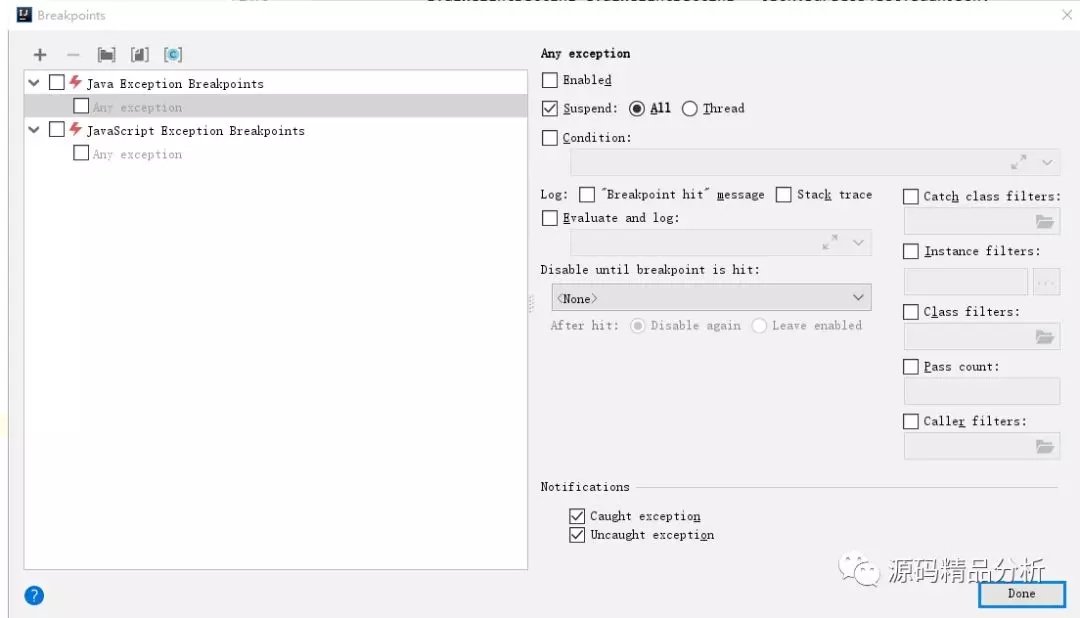 Breakpoints
Java Exception Breakpoints
Any exception
JavaScript Exception Breakpoints
Any exception
Any exception
Enabled
Suspend: All Thread
Condition:
Log: "Breakpoint hit" message Stack trace
Evaluate and log:
Disable until breakpoint is hit:
<None>
After hit: Disable again Leave enabled
Catch class filters:
Instance filters:
...
Class filters:
Pass count:
Caller filters:
Notifications
Caught exception
Uncaught exception
源码精品分析
?
Done